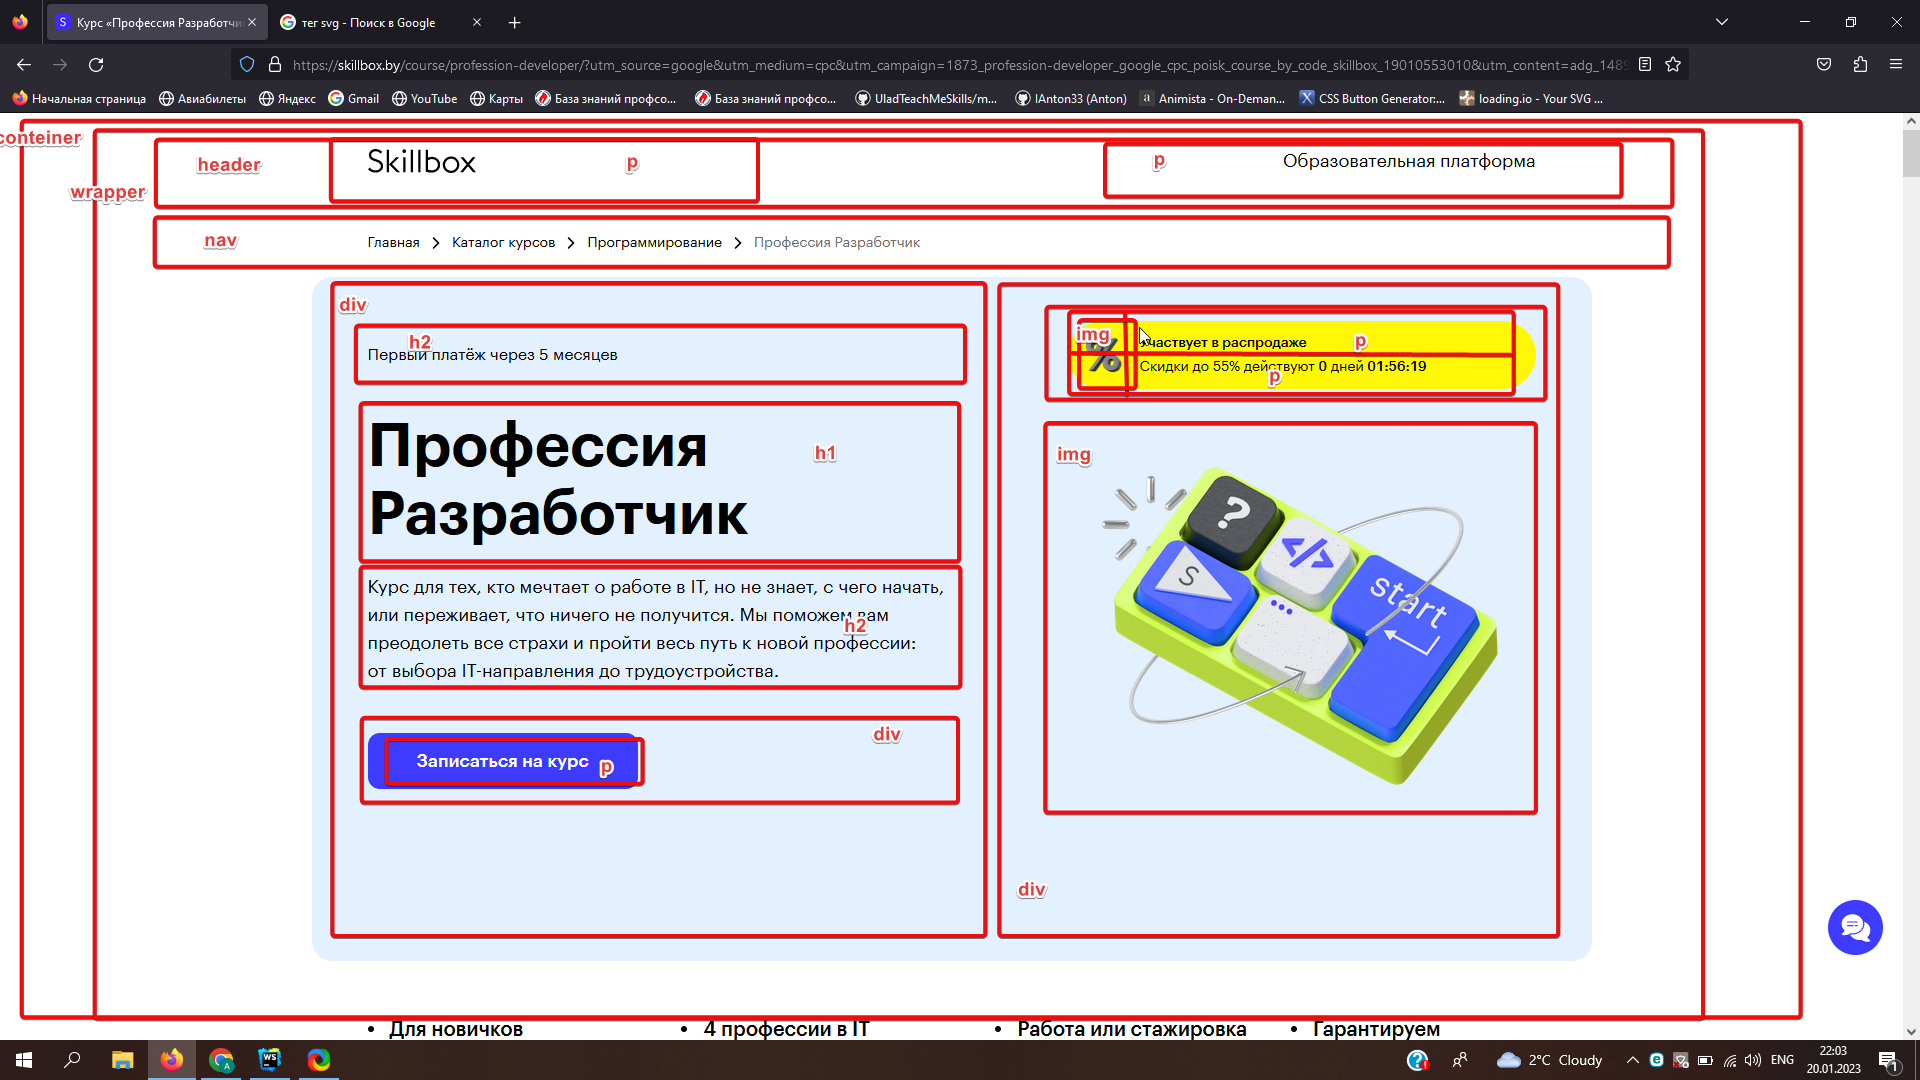 Курс «Профессия Разработчи
тег svg - Поиск в Google
https://skillbox.by/course/profession-developer/?utm_source=google&utm_medium=cpc&utm_campaign=1873_profession-developer_google_cpc_poisk_course_by_code_skillbox_19010553010&utm_content=adg_1489
Начальная страница
Авиабилеты
Яндекс
Gmail
YouTube
Карты
База знаний профсо...
База знаний профсо...
UladTeachMeSkills/m...
IAnton33 (Anton)
Animista - On-Deman...
CSS Button Generator:...
loading.io - Your SVG ...
conteiner
wrapper
header
Skillbox
p
p
Образовательная платформа
nav
Главная
Каталог курсов
Программирование
Профессия Разработчик
div
h2
Первый платёж через 5 месяцев
h1
Профессия
Разработчик
Курс для тех, кто мечтает о работе в IT, но не знает, с чего начать,
или переживает, что ничего не получится. Мы поможем вам
преодолеть все страхи и пройти весь путь к новой профессии:
от выбора IT-направления до трудоустройства.
h2
div
Записаться на курс
p
img
%
Участвует в распродаже
p
Скидки до 55% действуют 0 дней 01:56:19
p
img
?
</>
S
start
div
• Для новичков
• 4 профессии в IT
• Работа или стажировка
• Гарантируем
2°C Cloudy
ENG
22:03
20.01.2023
1